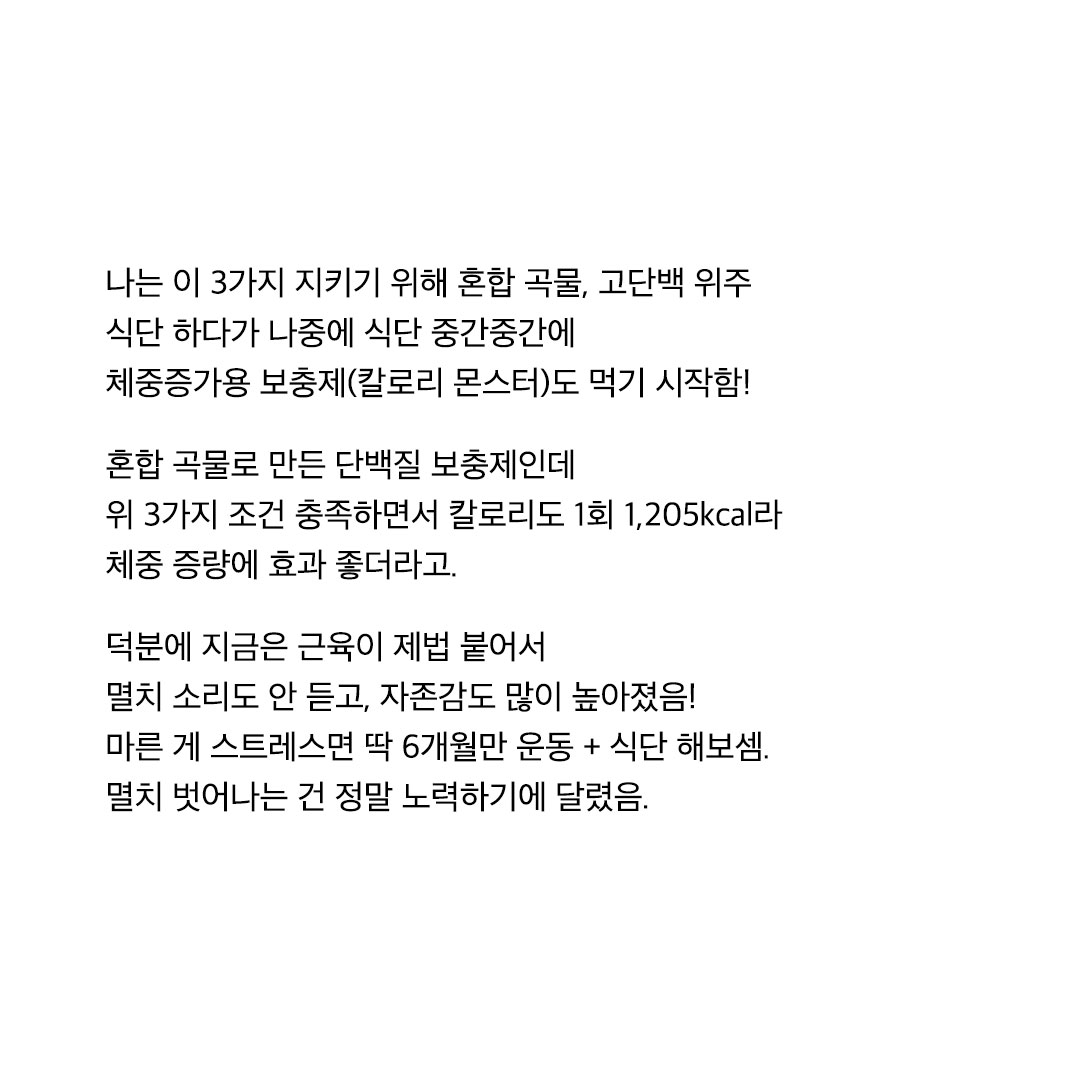 나는 이 3가지 지키기 위해 혼합 곡물, 고단백 위주
식단 하다가 나중에 식단 중간중간에
체중증가용 보충제(칼로리 몬스터)도 먹기 시작함!
혼합 곡물로 만든 단백질 보충제인데
위 3가지 조건 충족하면서 칼로리도 1회 1,205kcal라
체중 증량에 효과 좋더라고.
덕분에 지금은 근육이 제법 붙어서
멸치 소리도 안 듣고, 자존감도 많이 높아졌음!
마른 게 스트레스면 딱 6개월만 운동 + 식단 해보셈.
멸치 벗어나는 건 정말 노력하기에 달렸음.